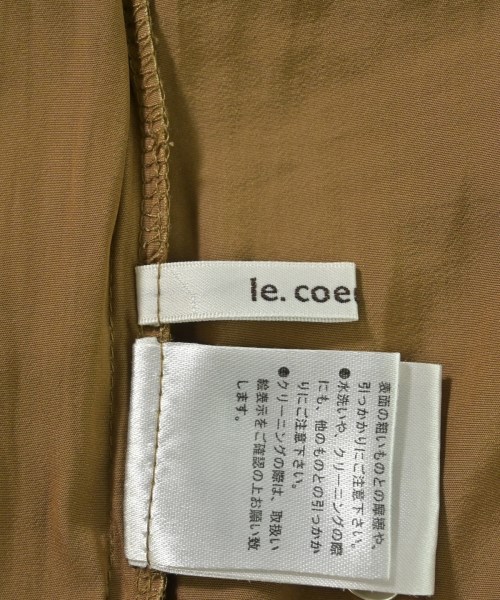 le. coeu
表面の粗いものとの摩擦や、
引っかかりにご注意下さい。
●水洗いや、クリーニングの際
にも、他のものとの引っかか
りにご注意下さい。
●クリーニングの際は、取扱い
絵表示をご確認の上お願い致
します。